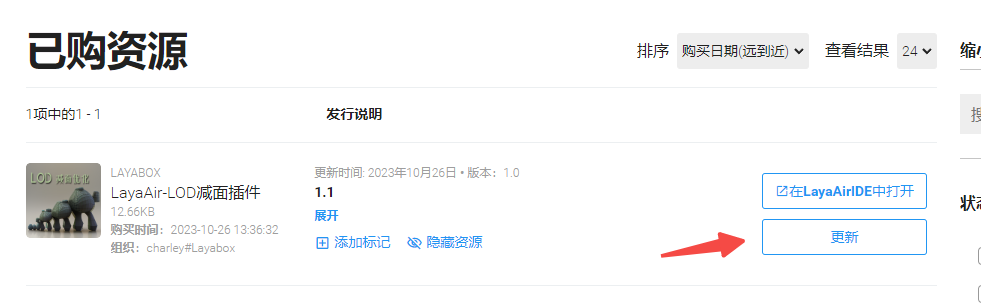 已购资源
排序 购买日期(远到近) 查看结果 24
1项中的1 - 1 发行说明
LOD 减面优化
LAYABOX
LayaAir-LOD减面插件
12.66KB
购买时间：2023-10-26 13:36:32
组织：charley#Layabox
更新时间: 2023年10月26日 • 版本：1.0
1.1
展开
添加标记 隐藏资源
在LayaAirIDE中打开
更新